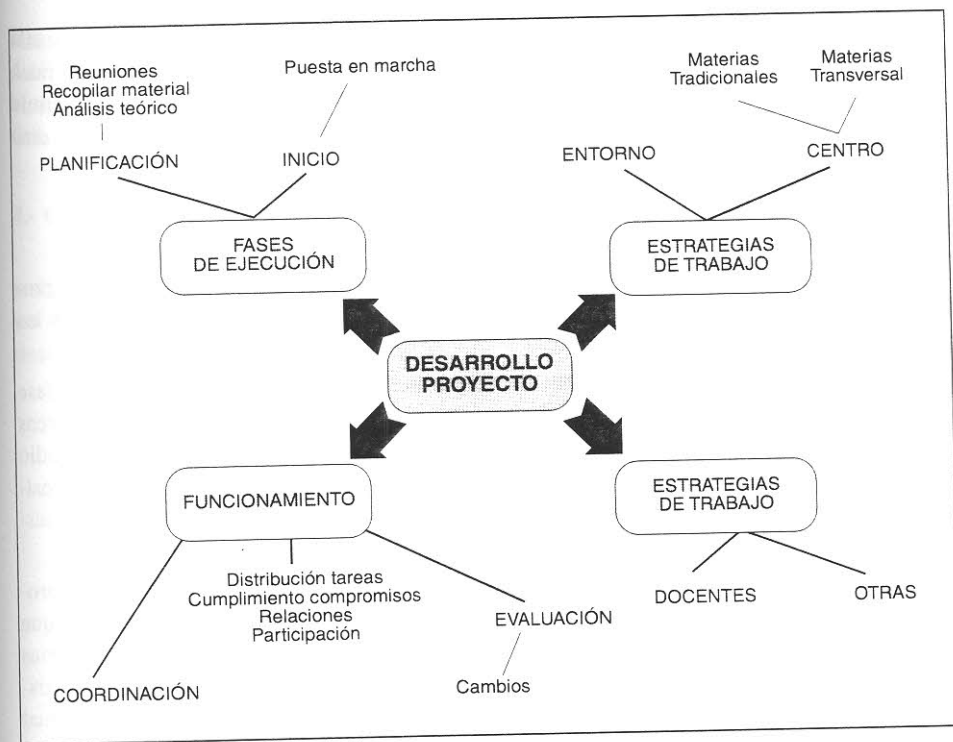 Reuniones
Recopilar material
Análisis teórico
Puesta en marcha
Materias
Tradicionales
Materias
Transversal
PLANIFICACIÓN
INICIO
ENTORNO
CENTRO
FASES
DE EJECUCIÓN
ESTRATEGIAS
DE TRABAJO
DESARROLLO
PROYECTO
FUNCIONAMIENTO
ESTRATEGIAS
DE TRABAJO
Distribución tareas
Cumplimiento compromisos
Relaciones
Participación
EVALUACIÓN
DOCENTES
OTRAS
COORDINACIÓN
Cambios